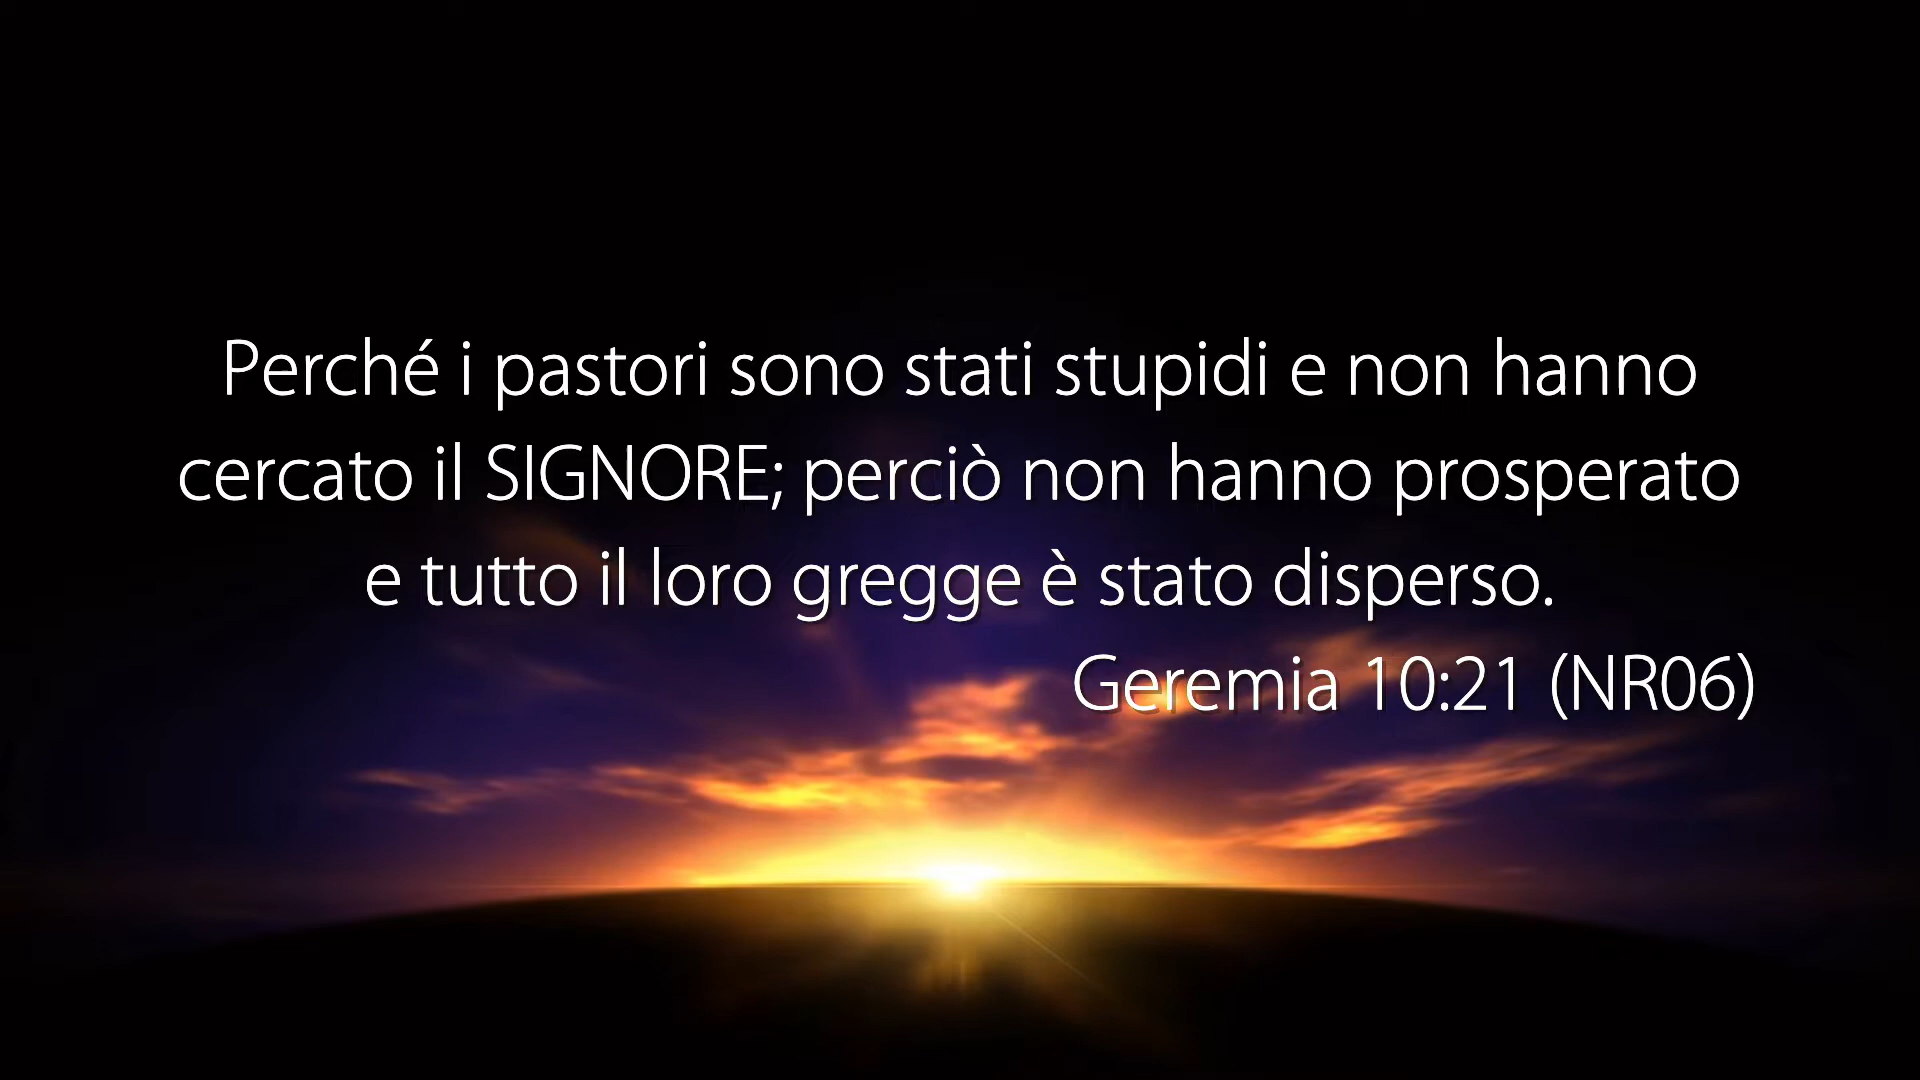 Perché i pastori sono stati stupidi e non hanno
cercato il SIGNORE; perciò non hanno prosperato
e tutto il loro gregge è stato disperso.
Geremia 10:21 (NR06)